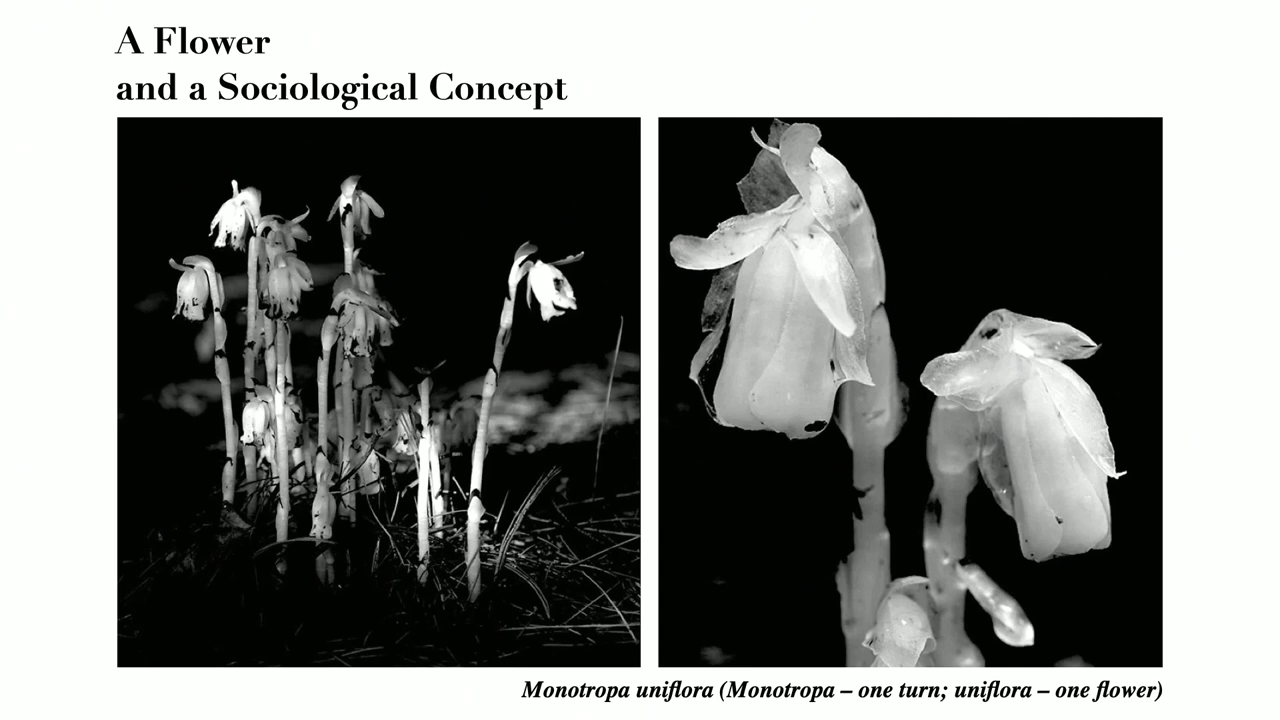 A Flower
and a Sociological Concept
Monotropa uniflora (Monotropa – one turn; uniflora – one flower)